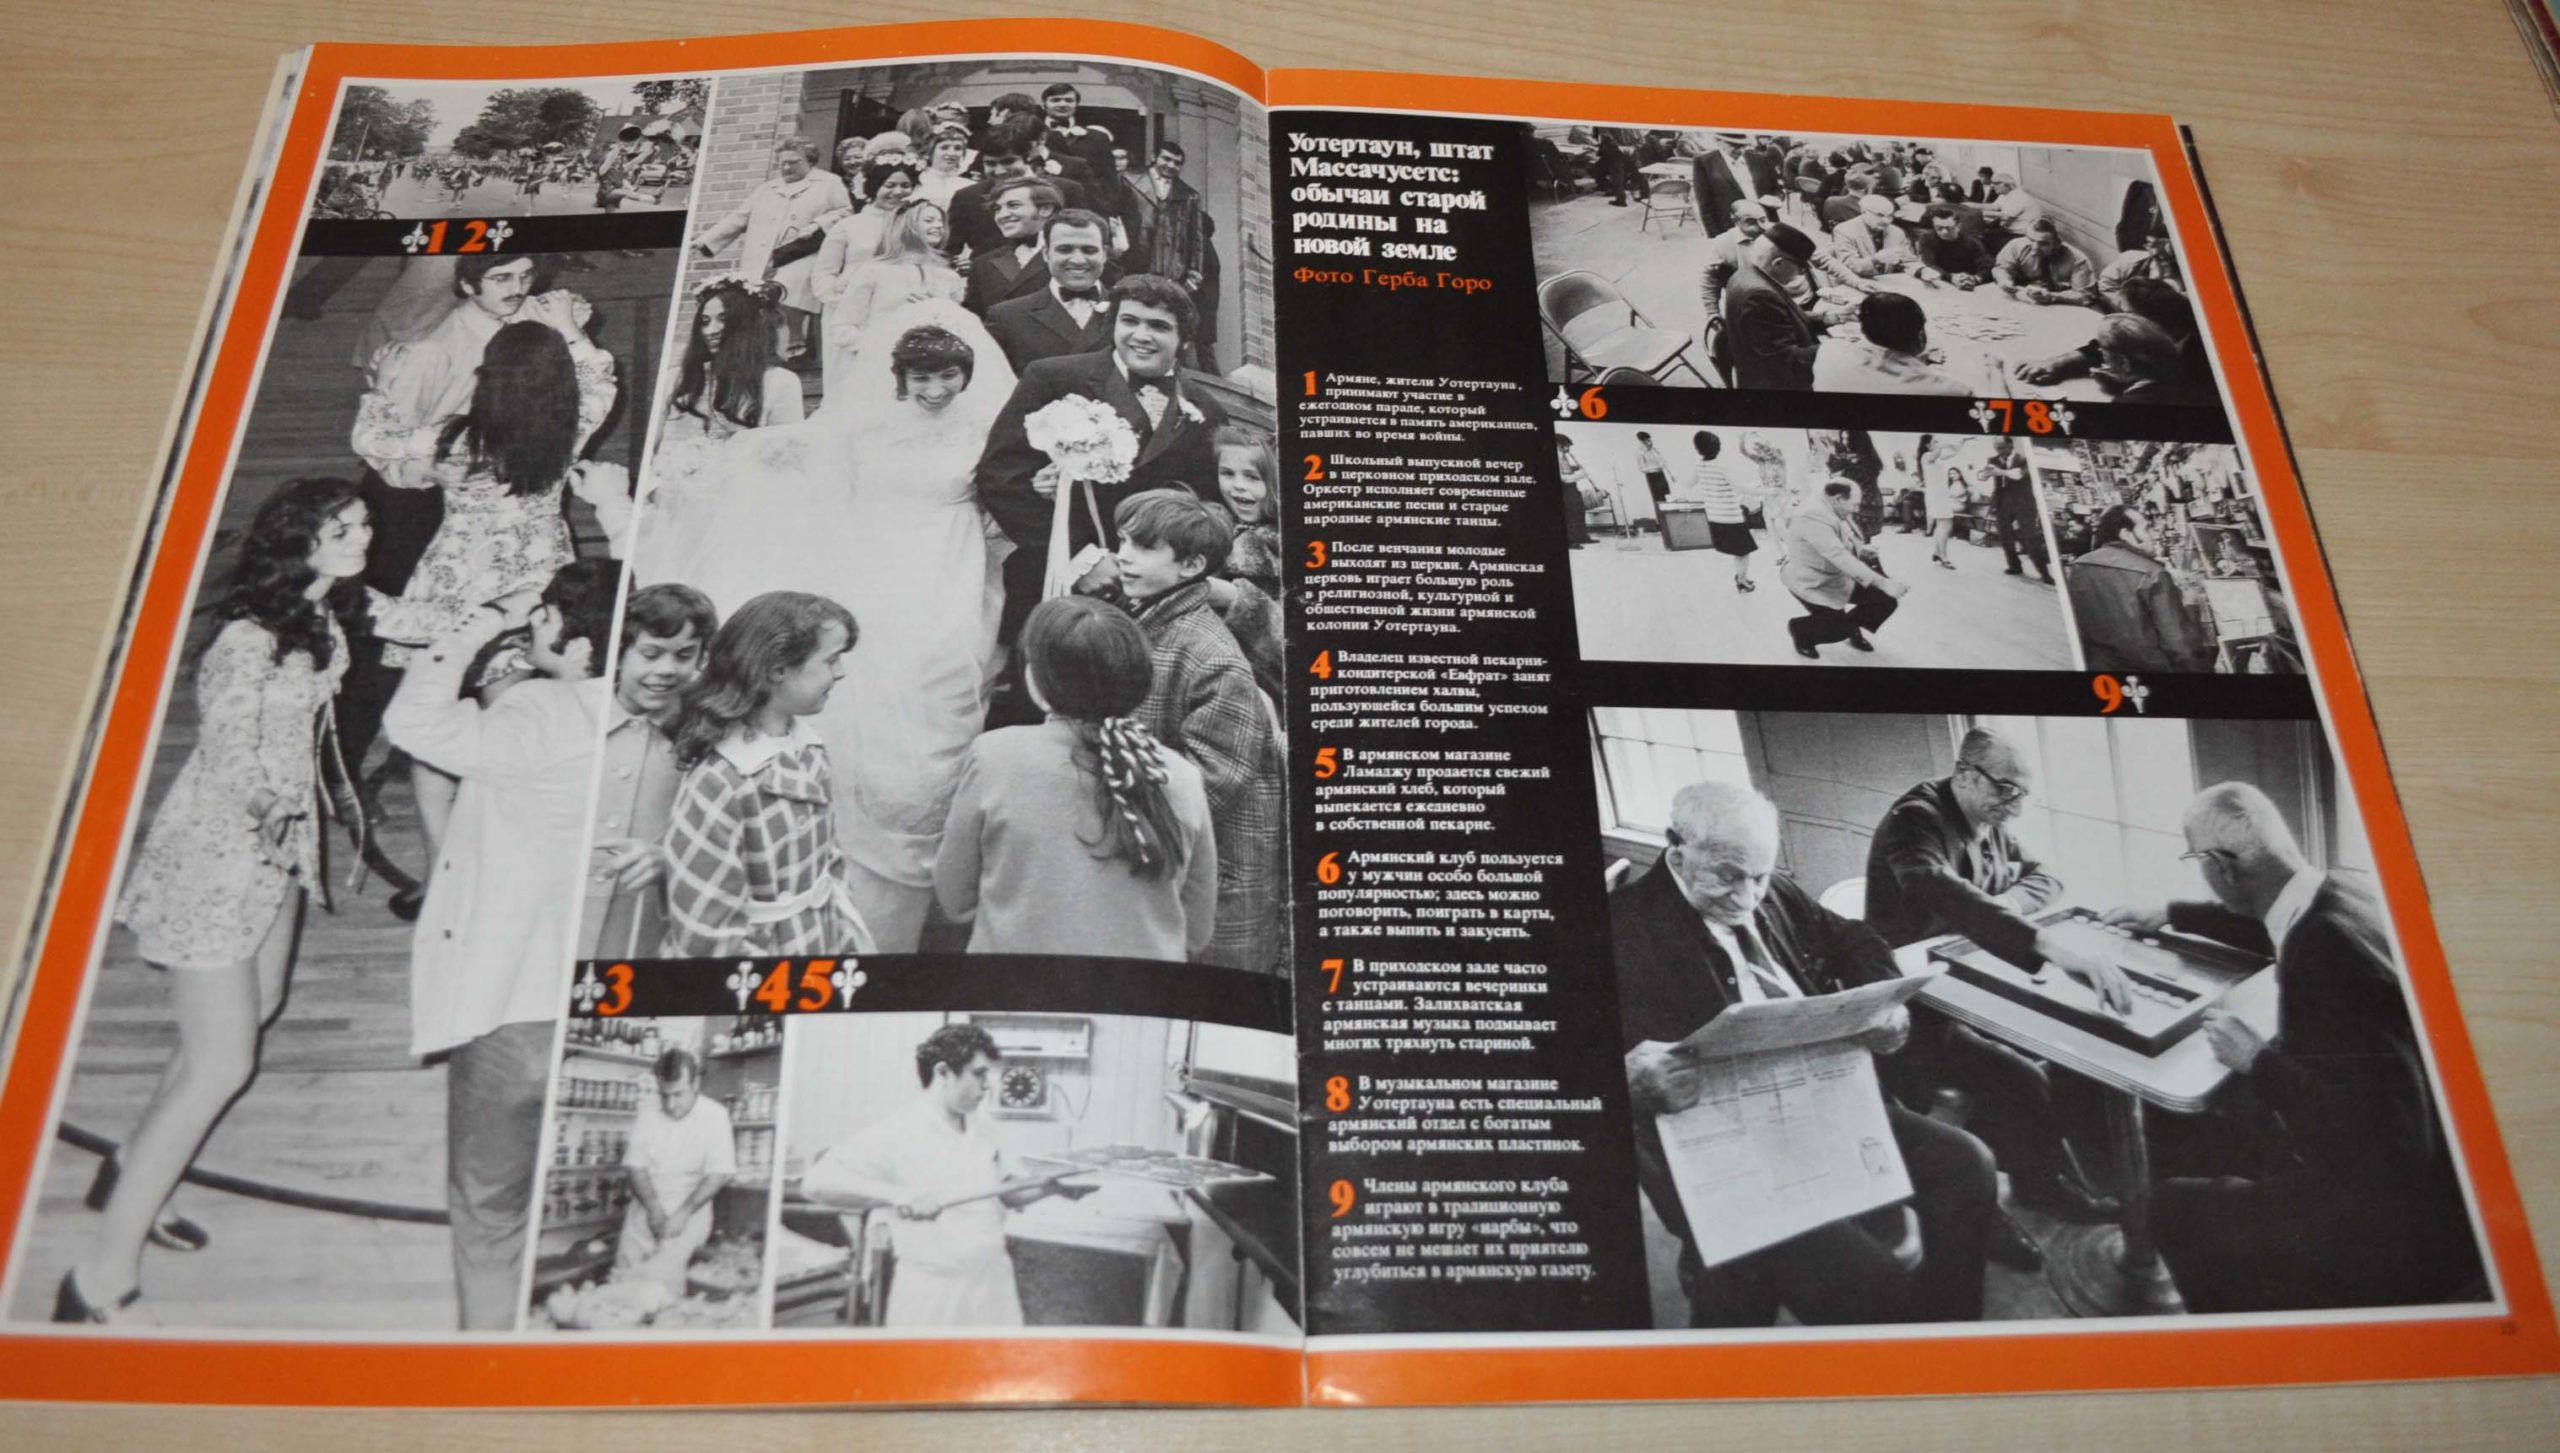 1 2
3
4 5
Уотертаун, штат
Массачусетс:
обычаи старой
родины на
новой земле
Фото Герба Горо
1 Армяне, жители Уотертауна,
принимают участие в
ежегодном параде, который
устраивается в память американцев,
павших во время войны.
2 Школьный выпускной вечер
в церковном приходском зале.
Оркестр исполняет современные
американские песни и старые
народные армянские танцы.
3 После венчания молодые
выходят из церкви. Армянская
церковь играет большую роль
в религиозной, культурной и
общественной жизни армянской
колонии Уотертауна.
4 Владелец известной пекарни-
кондитерской «Евфрат» занят
приготовлением халвы,
пользующейся большим успехом
среди жителей города.
5 В армянском магазине
Ламаджу продается свежий
армянский хлеб, который
выпекается ежедневно
в собственной пекарне.
6 Армянский клуб пользуется
у мужчин особо большой
популярностью; здесь можно
поговорить, поиграть в карты,
а также выпить и закусить.
7 В приходском зале часто
устраиваются вечеринки
с танцами. Залихватская
армянская музыка подмывает
многих тряхнуть стариной.
8 В музыкальном магазине
Уотертауна есть специальный
армянский отдел с богатым
выбором армянских пластинок.
9 Члены армянского клуба
играют в традиционную
армянскую игру «нарбы», что
совсем не мешает их приятелю
углубиться в армянскую газету.
6
7 8
9